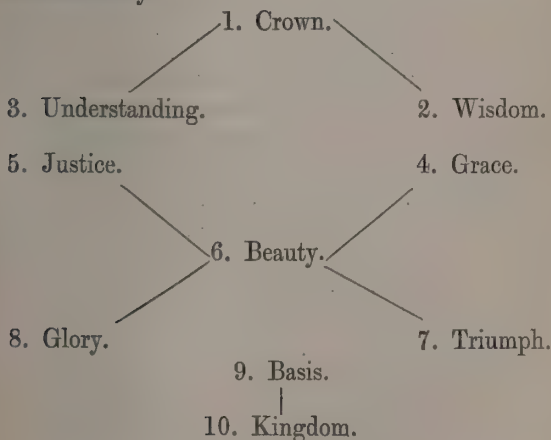 1. Crown.
3. Understanding. 2. Wisdom.
5. Justice. 4. Grace.
6. Beauty.
8. Glory. 7. Triumph.
9. Basis.
10. Kingdom.